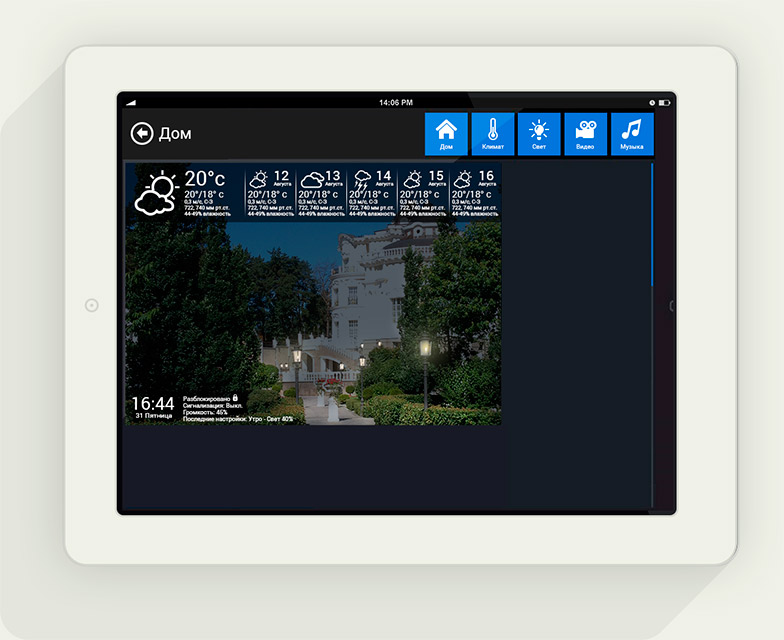 14:06 PM
Дом
Дом
Климат
Свет
Видео
Музыка
20°c
20°/18° c
0,3 м/с, С-З
722, 740 мм рт.ст.
44-49% влажность
12
Августа
20°/18° c
0,3 м/с, С-З
722, 740 мм рт.ст.
44-49% влажность
13
Августа
20°/18° c
0,3 м/с, С-З
722, 740 мм рт.ст.
44-49% влажность
14
Августа
20°/18° c
0,3 м/с, С-З
722, 740 мм рт.ст.
44-49% влажность
15
Августа
20°/18° c
0,3 м/с, С-З
722, 740 мм рт.ст.
44-49% влажность
16
Августа
20°/18° c
0,3 м/с, С-З
722, 740 мм рт.ст.
44-49% влажность
16:44
31 Пятница
Разблокировано
Сигнализация: Выкл.
Громкость: 45%
Последние настройки: Утро - Свет 40%